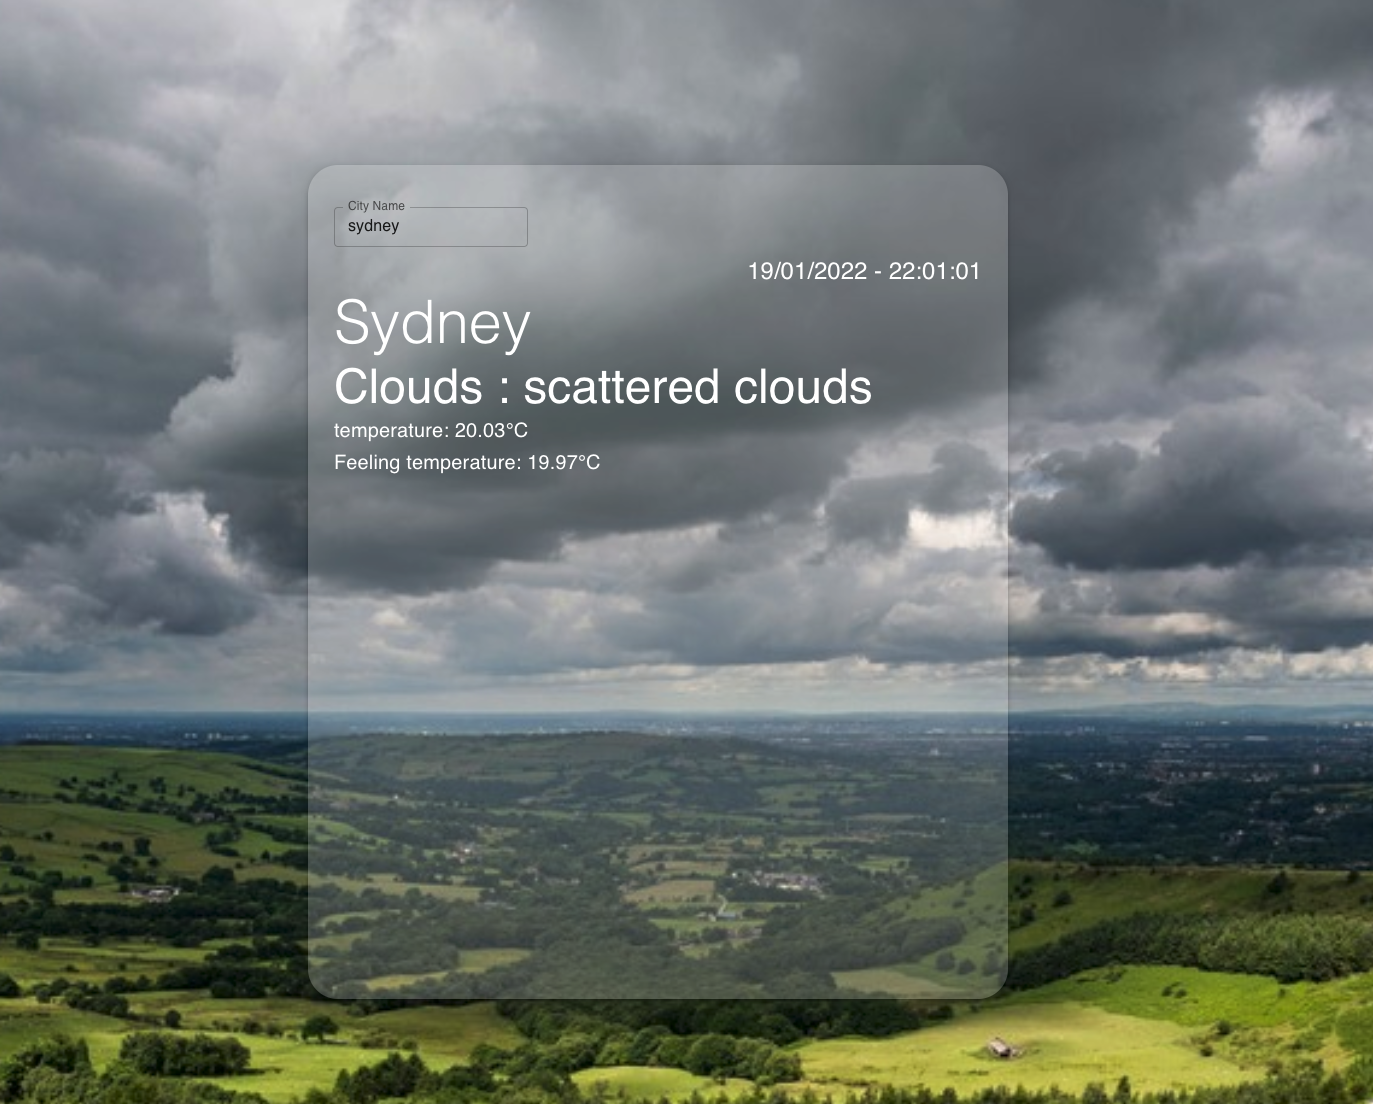 City Name
sydney
19/01/2022 - 22:01:01
Sydney
Clouds : scattered clouds
temperature: 20.03°C
Feeling temperature: 19.97°C